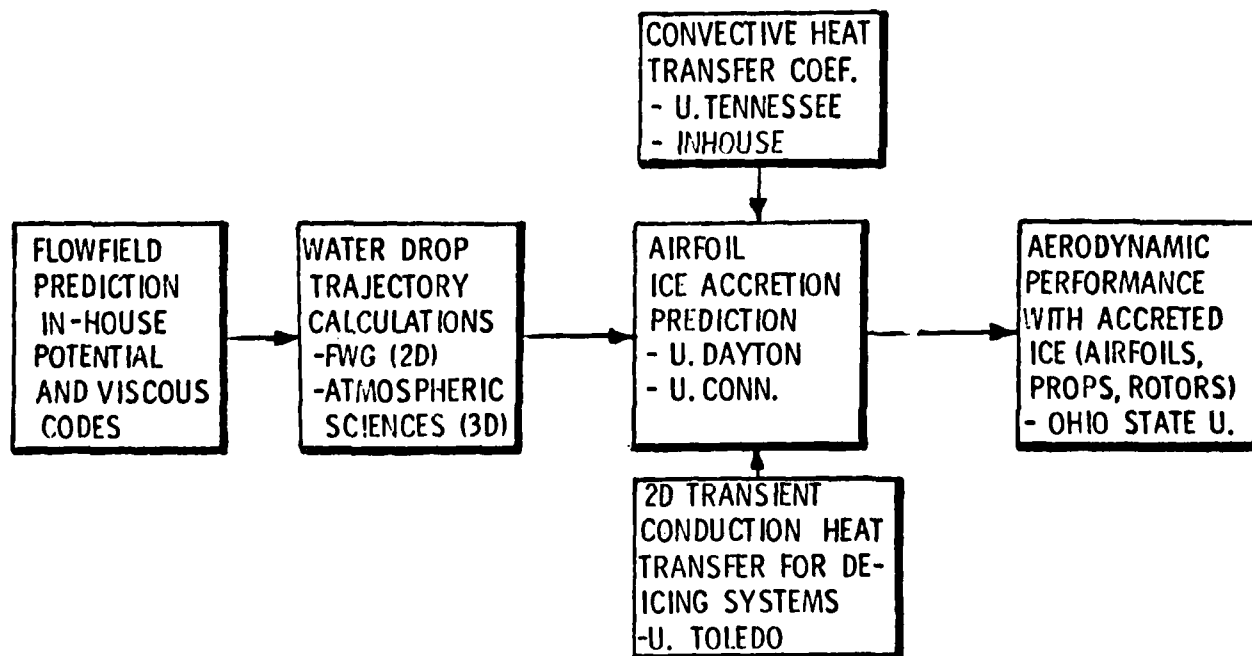 CONVECTIVE HEAT
TRANSFER COEF.
- U. TENNESSEE
- INHOUSE
FLOWFIELD
PREDICTION
IN-HOUSE
POTENTIAL
AND VISCOUS
CODES
WATER DROP
TRAJECTORY
CALCULATIONS
-FWG (2D)
-ATMOSPHERIC
SCIENCES (3D)
AIRFOIL
ICE ACCRETION
PREDICTION
- U. DAYTON
- U. CONN.
AERODYNAMIC
PERFORMANCE
WITH ACCRETED
ICE (AIRFOILS,
PROPS, ROTORS)
- OHIO STATE U.
2D TRANSIENT
CONDUCTION HEAT
TRANSFER FOR DE-
ICING SYSTEMS
-U. TOLEDO